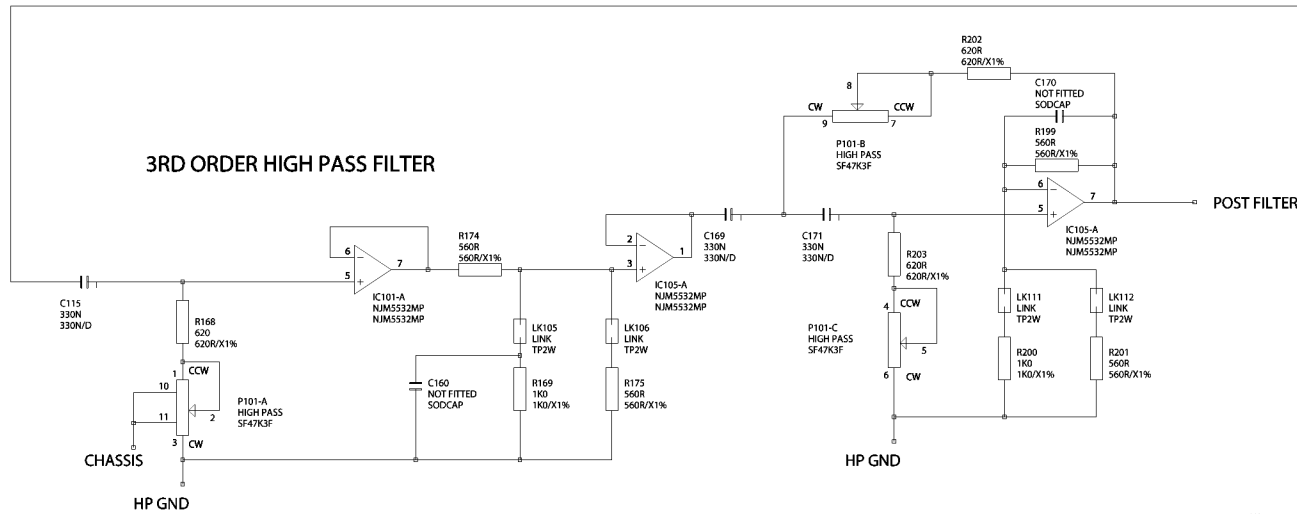 R202
620R
620R/X1%
C170
NOT FITTED
SODCAP
8
CW
CCW
9
7
R199
560R
560R/X1%
P101-B
HIGH PASS
SF47K3F
3RD ORDER HIGH PASS FILTER
6
7
5
POST FILTER
IC105-A
NJM5532MP
NJM5532MP
R174
560R
560R/X1%
2
1
3
C169
330N
330N/D
C171
330N
330N/D
IC105-A
NJM5532MP
NJM5532MP
6
7
5
IC101-A
NJM5532MP
NJM5532MP
C115
330N
330N/D
R168
620
620R/X1%
R203
620R
620R/X1%
LK105
LINK
TP2W
LK106
LINK
TP2W
4
CCW
P101-C
HIGH PASS
SF47K3F
5
6
CW
LK111
LINK
TP2W
LK112
LINK
TP2W
R200
1K0
1K0/X1%
R201
560R
560R/X1%
1
CCW
10
11
2
3
CW
P101-A
HIGH PASS
SF47K3F
C160
NOT FITTED
SODCAP
R169
1K0
1K0/X1%
R175
560R
560R/X1%
CHASSIS
HP GND
HP GND